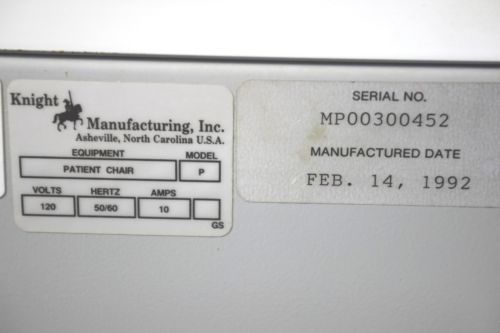 Knight
Manufacturing, Inc.
Asheville, North Carolina U.S.A.
EQUIPMENT MODEL
PATIENT CHAIR P
VOLTS HERTZ AMPS
120 50/60 10
GS
SERIAL NO.
MP00300452
MANUFACTURED DATE
FEB. 14, 1992